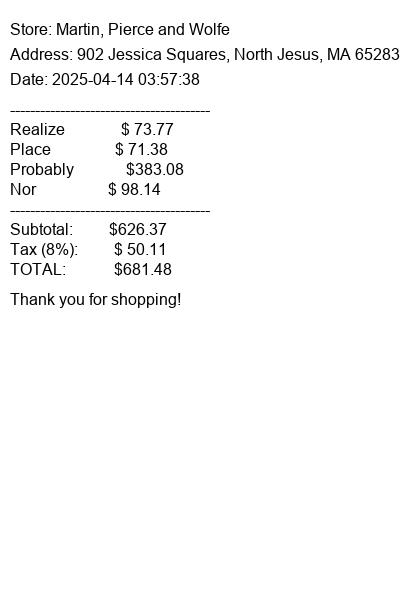 Store: Martin, Pierce and Wolfe
Address: 902 Jessica Squares, North Jesus, MA 65283
Date: 2025-04-14 03:57:38
----------------------------------------
Realize $ 73.77
Place $ 71.38
Probably $383.08
Nor $ 98.14
----------------------------------------
Subtotal: $626.37
Tax (8%): $ 50.11
TOTAL: $681.48
Thank you for shopping!